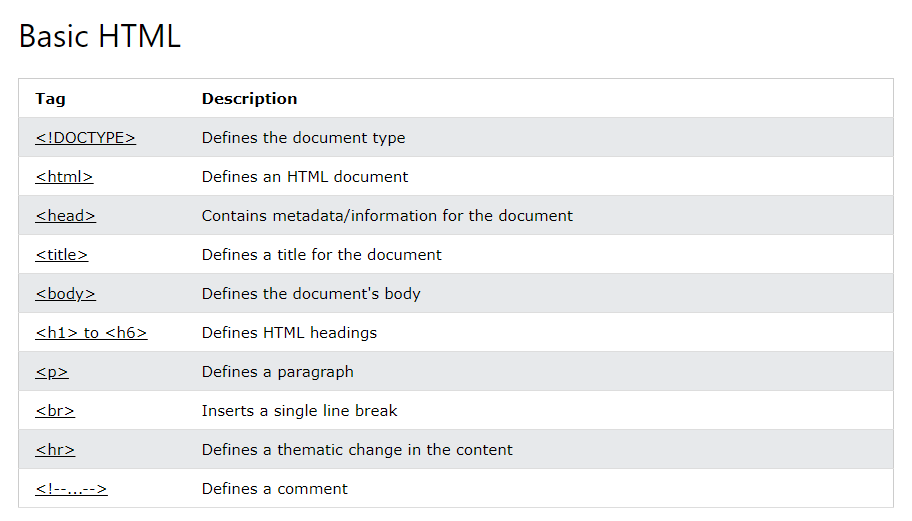 Basic HTML
Tag Description
<!DOCTYPE> Defines the document type
<html> Defines an HTML document
<head> Contains metadata/information for the document
<title> Defines a title for the document
<body> Defines the document's body
<h1> to <h6> Defines HTML headings
<p> Defines a paragraph
<br> Inserts a single line break
<hr> Defines a thematic change in the content
<!--...--> Defines a comment